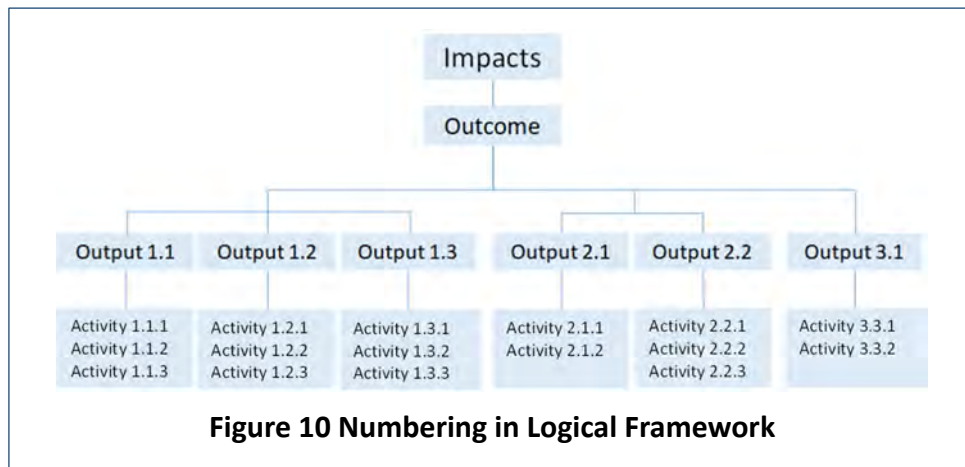 Impacts
Outcome
Output 1.1
Output 1.2
Output 1.3
Output 2.1
Output 2.2
Output 3.1
Activity 1.1.1
Activity 1.1.2
Activity 1.1.3
Activity 1.2.1
Activity 1.2.2
Activity 1.2.3
Activity 1.3.1
Activity 1.3.2
Activity 1.3.3
Activity 2.1.1
Activity 2.1.2
Activity 2.2.1
Activity 2.2.2
Activity 2.2.3
Activity 3.3.1
Activity 3.3.2
Figure 10 Numbering in Logical Framework